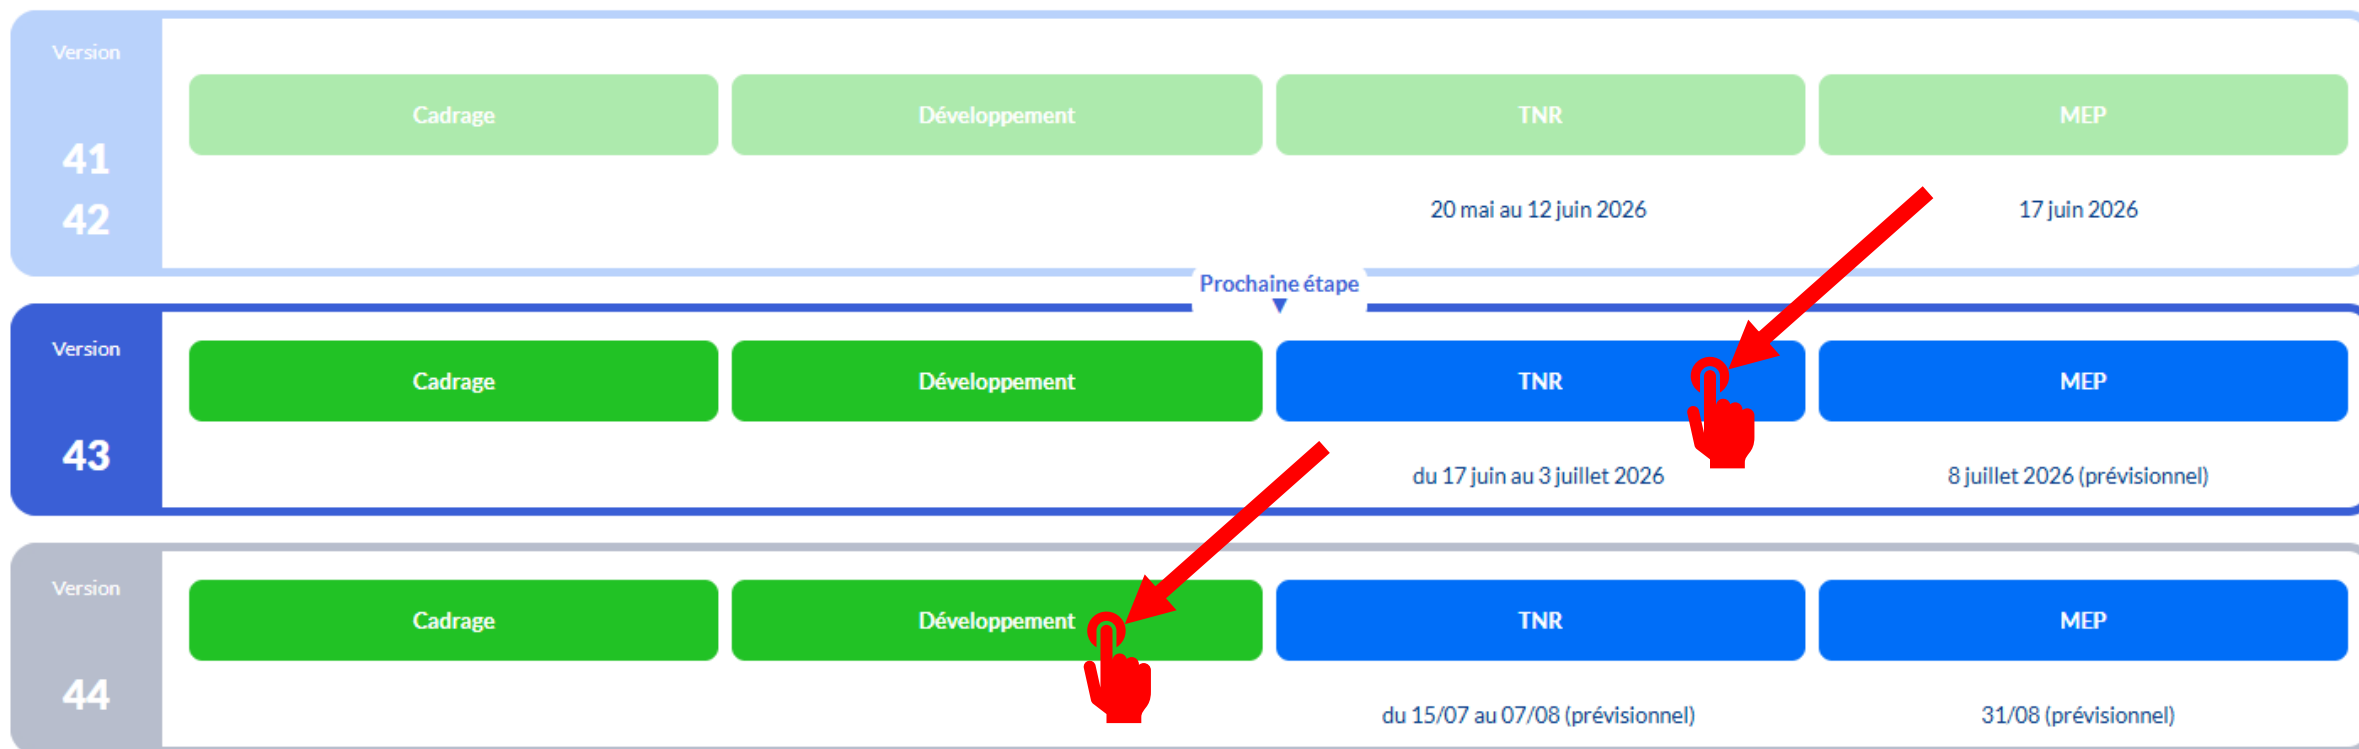 Version
41
42
Cadrage
Développement
TNR
MEP
20 mai au 12 juin 2026
17 juin 2026
Prochaine étape
Version
43
Cadrage
Développement
TNR
MEP
du 17 juin au 3 juillet 2026
8 juillet 2026 (prévisionnel)
Version
44
Cadrage
Développement
TNR
MEP
du 15/07 au 07/08 (prévisionnel)
31/08 (prévisionnel)